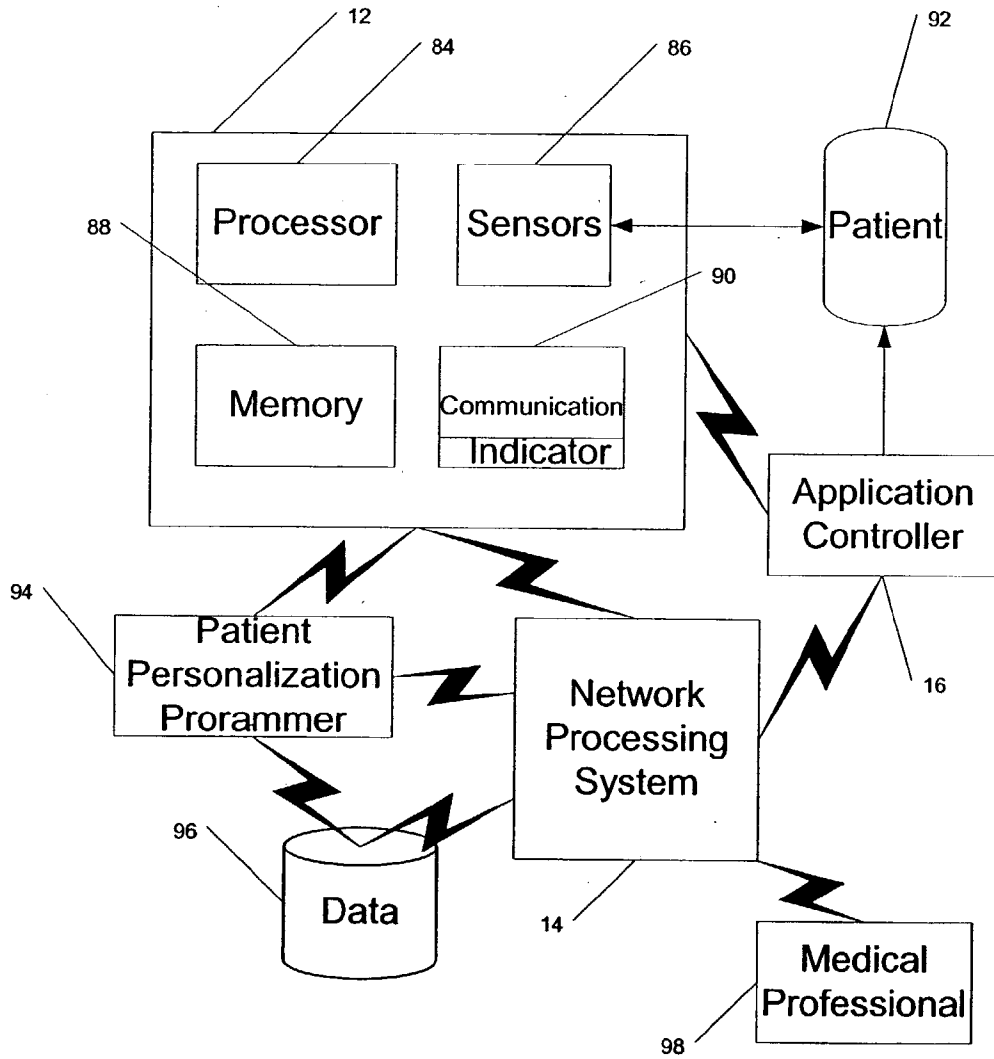 12
84
86
92
Processor
Sensors
Patient
88
90
Memory
Communication
Indicator
Application
Controller
94
Patient
Personalization
Prorammer
Network
Processing
System
16
96
Data
14
Medical
Professional
98